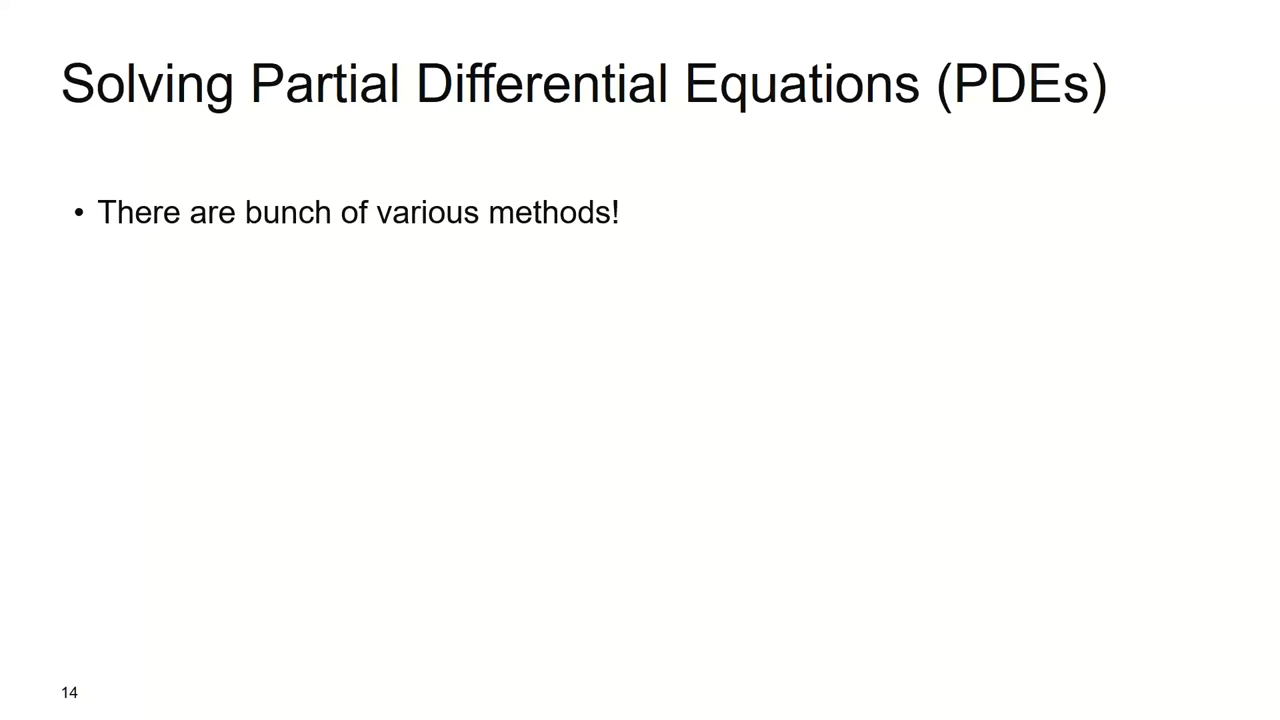 Solving Partial Differential Equations (PDEs)
• There are bunch of various methods!
14